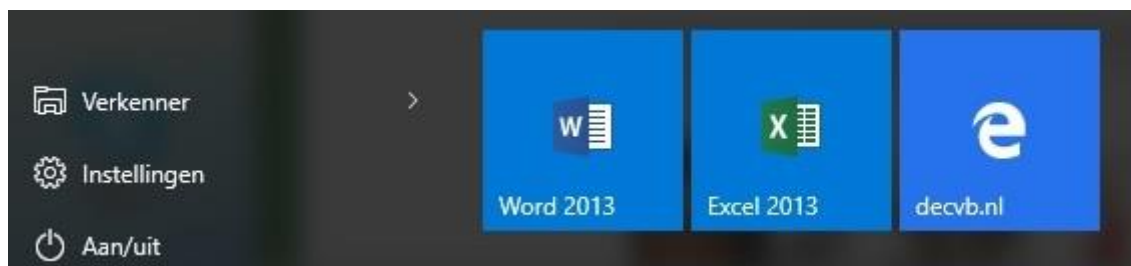 Verkenner
Instellingen
Aan/uit
Word 2013
Excel 2013
decvb.nl